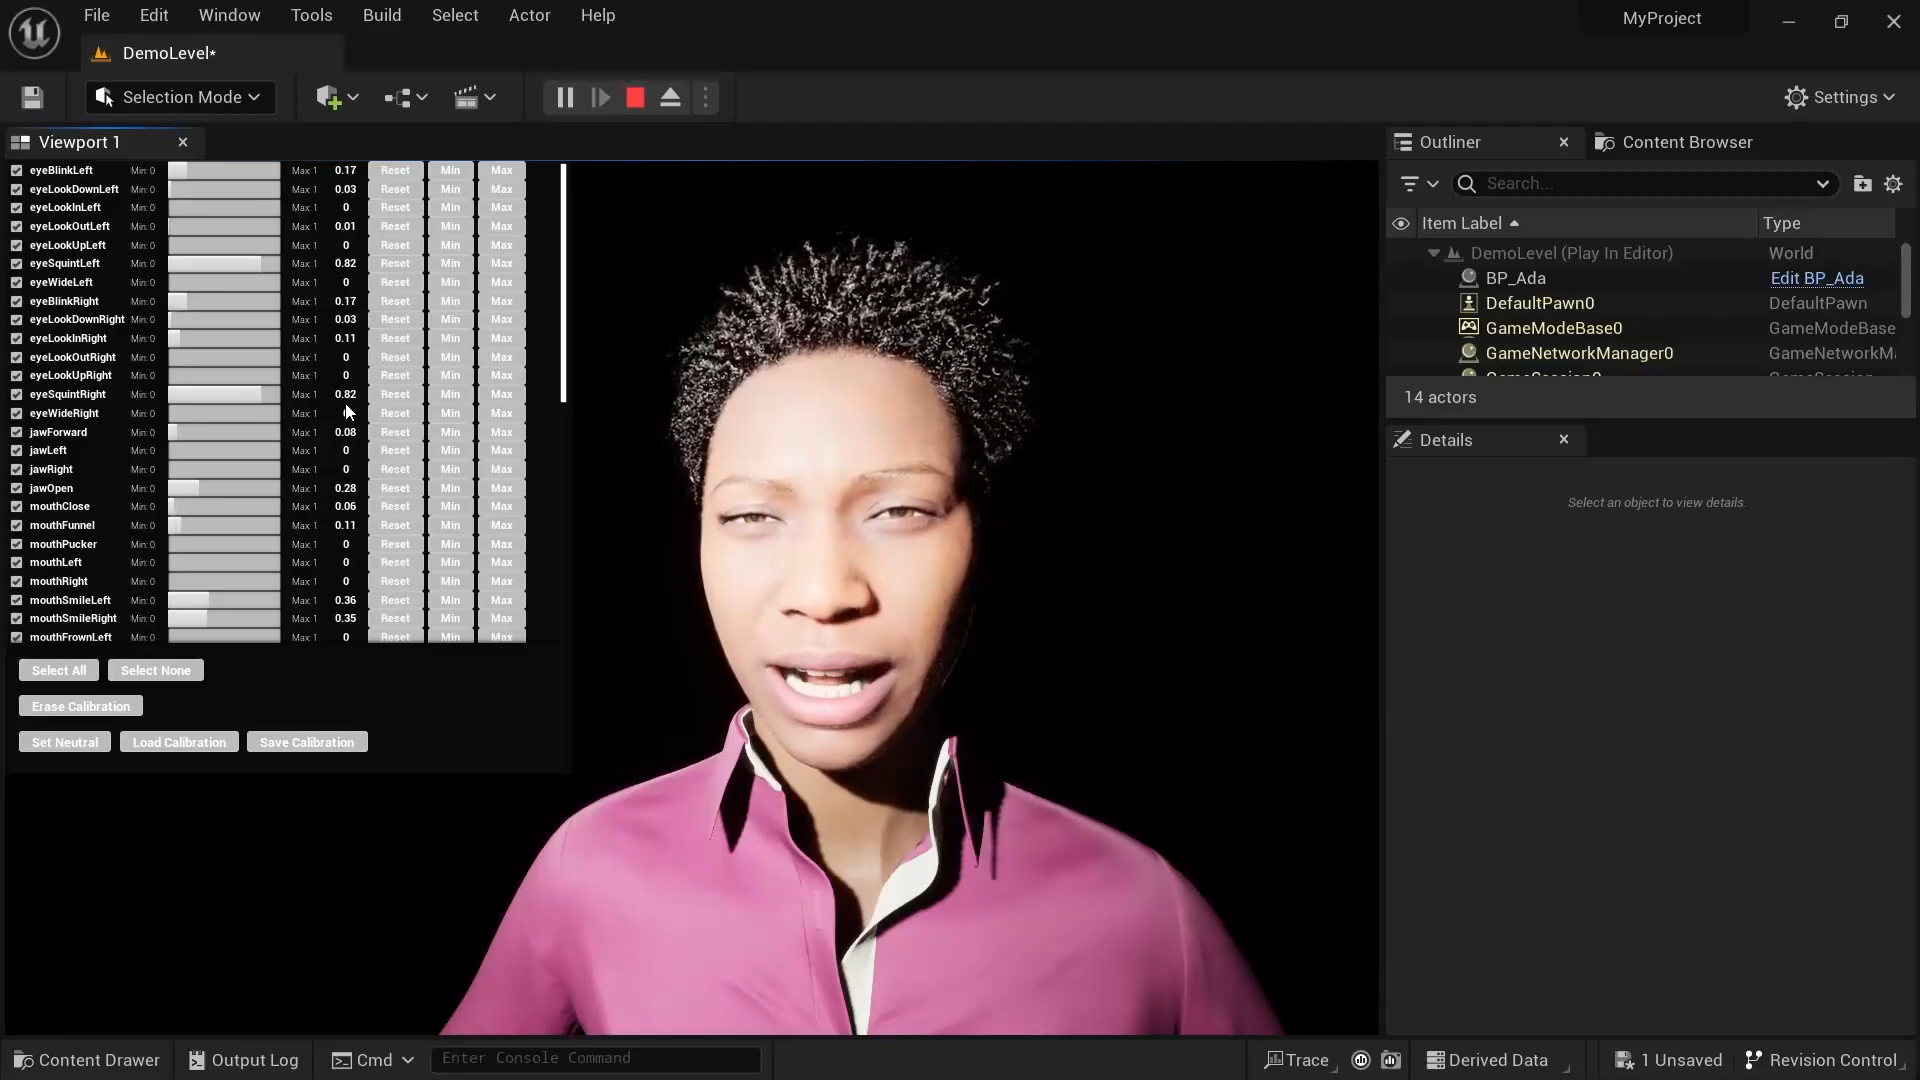 File Edit Window Tools Build Select Actor Help
MyProject
DemoLevel*
Selection Mode
Settings
Viewport 1
Outliner
Content Browser
eyeBlinkLeft Min: 0 Max: 1 0.17 Reset Min Max
eyeLookDownLeft Min: 0 Max: 1 0.03 Reset Min Max
eyeLookInLeft Min: 0 Max: 1 0 Reset Min Max
eyeLookOutLeft Min: 0 Max: 1 0.01 Reset Min Max
eyeLookUpLeft Min: 0 Max: 1 0 Reset Min Max
eyeSquintLeft Min: 0 Max: 1 0.82 Reset Min Max
eyeWideLeft Min: 0 Max: 1 0 Reset Min Max
eyeBlinkRight Min: 0 Max: 1 0.17 Reset Min Max
eyeLookDownRight Min: 0 Max: 1 0.03 Reset Min Max
eyeLookInRight Min: 0 Max: 1 0.11 Reset Min Max
eyeLookOutRight Min: 0 Max: 1 0 Reset Min Max
eyeLookUpRight Min: 0 Max: 1 0 Reset Min Max
eyeSquintRight Min: 0 Max: 1 0.82 Reset Min Max
eyeWideRight Min: 0 Max: 1 Reset Min Max
jawForward Min: 0 Max: 1 0.08 Reset Min Max
jawLeft Min: 0 Max: 1 0 Reset Min Max
jawRight Min: 0 Max: 1 0 Reset Min Max
jawOpen Min: 0 Max: 1 0.28 Reset Min Max
mouthClose Min: 0 Max: 1 0.06 Reset Min Max
mouthFunnel Min: 0 Max: 1 0.11 Reset Min Max
mouthPucker Min: 0 Max: 1 0 Reset Min Max
mouthLeft Min: 0 Max: 1 0 Reset Min Max
mouthRight Min: 0 Max: 1 0 Reset Min Max
mouthSmileLeft Min: 0 Max: 1 0.36 Reset Min Max
mouthSmileRight Min: 0 Max: 1 0.35 Reset Min Max
mouthFrownLeft Min: 0 Max: 1 0 Reset Min Max
Select All Select None
Erase Calibration
Set Neutral Load Calibration Save Calibration
Search...
Item Label Type
DemoLevel (Play In Editor) World
BP_Ada Edit BP_Ada
DefaultPawn0 DefaultPawn
GameModeBase0 GameModeBase
GameNetworkManager0 GameNetworkM
14 actors
Details
Select an object to view details.
Content Drawer Output Log Cmd Enter Console Command Trace Derived Data 1 Unsaved Revision Control